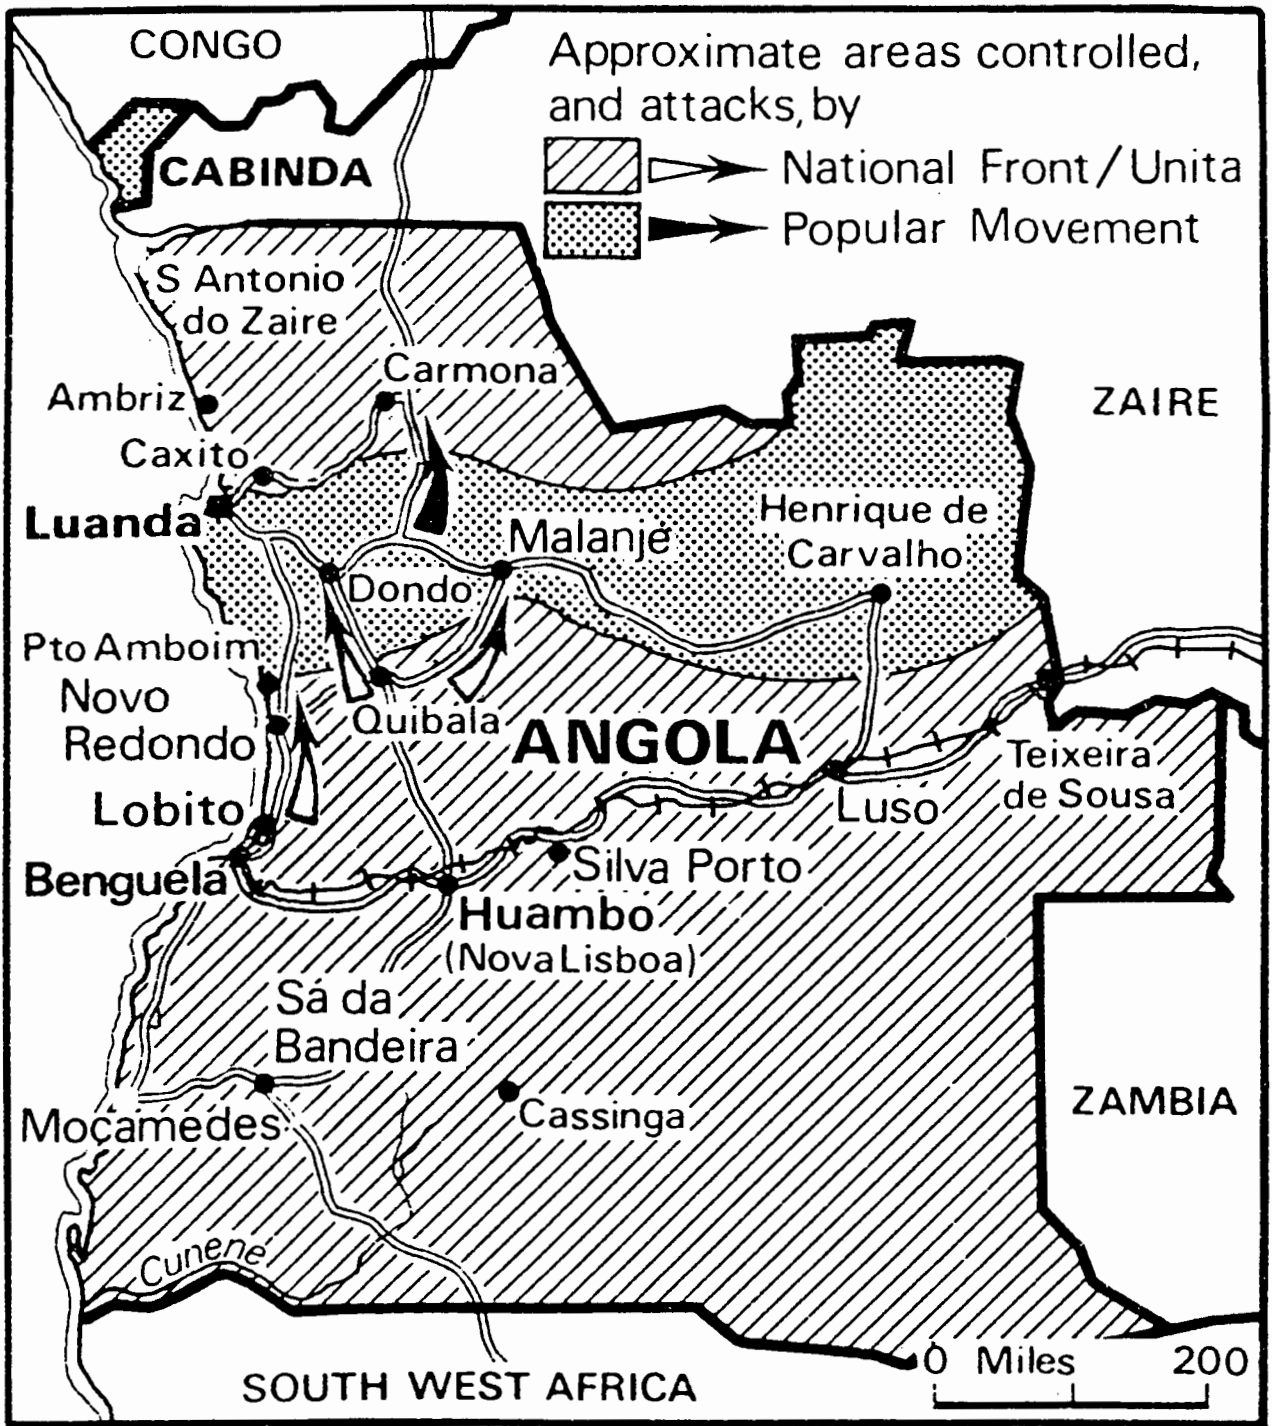 CONGO
Approximate areas controlled,
and attacks, by
National Front/Unita
Popular Movement
CABINDA
S Antonio
do Zaire
Carmona
Ambriz
ZAIRE
Caxito
Luanda
Henrique de
Carvalho
Malanje
Dondo
Pto Amboim
Novo
Redondo
Quibala
ANGOLA
Teixeira
de Sousa
Lobito
Luso
Benguela
Silva Porto
Huambo
(Nova Lisboa)
Sá da
Bandeira
Cassinga
ZAMBIA
Moçamedes
Cunene
0 Miles 200
SOUTH WEST AFRICA